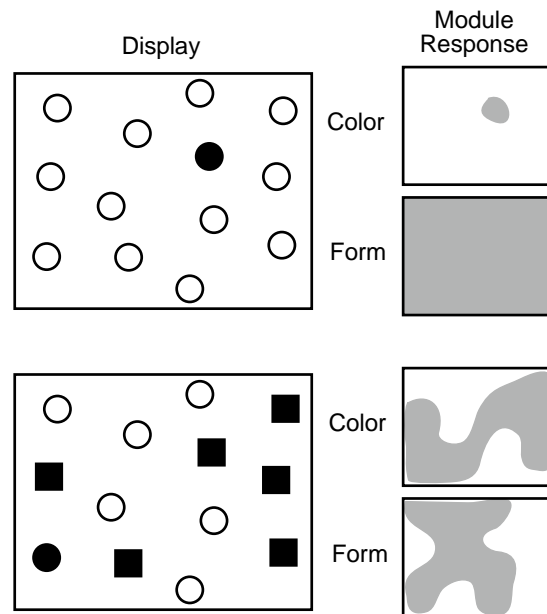 Display
Module
Response
Color
Form
Color
Form